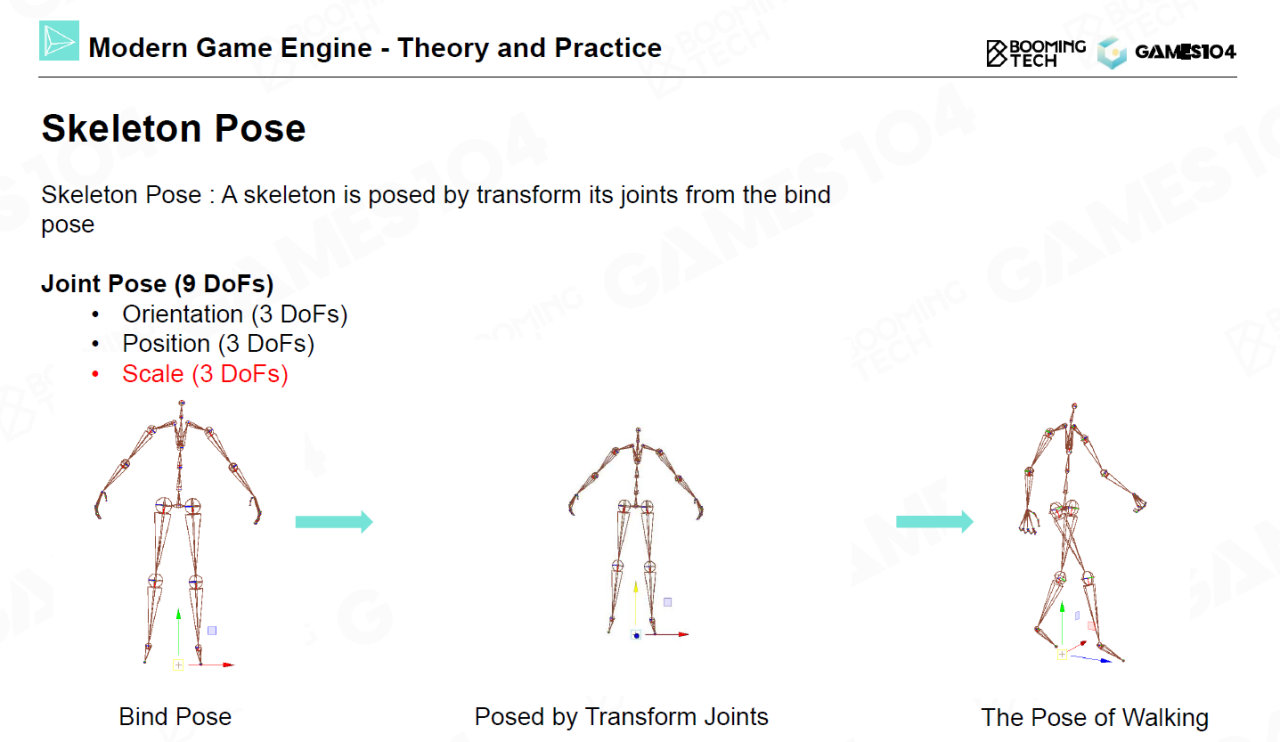 Modern Game Engine - Theory and Practice
BOOMING
TECH
GAMES104
Skeleton Pose
Skeleton Pose : A skeleton is posed by transform its joints from the bind
pose
Joint Pose (9 DoFs)
• Orientation (3 DoFs)
• Position (3 DoFs)
• Scale (3 DoFs)
Bind Pose
Posed by Transform Joints
The Pose of Walking